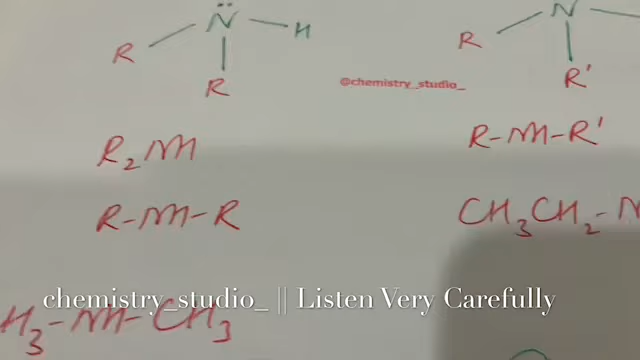 N̈ H
R
R
R₂NH
R-NH-R
H₃-NH-CH₃
N
R
R'
R-NH-R'
CH₃CH₂-N
@chemistry_studio_
chemistry_studio_ || Listen Very Carefully